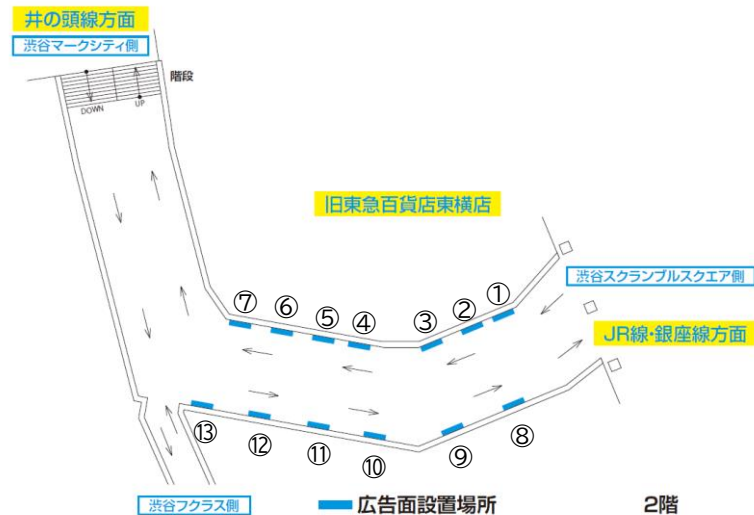 井の頭線方面
渋谷マークシティ側
階段
DOWN
UP
旧東急百貨店東横店
渋谷スクランブルスクエア側
JR線・銀座線方面
⑦
⑥
⑤
④
③
②
①
⑬
⑫
⑪
⑩
⑨
⑧
渋谷フクラス側
広告面設置場所
2階